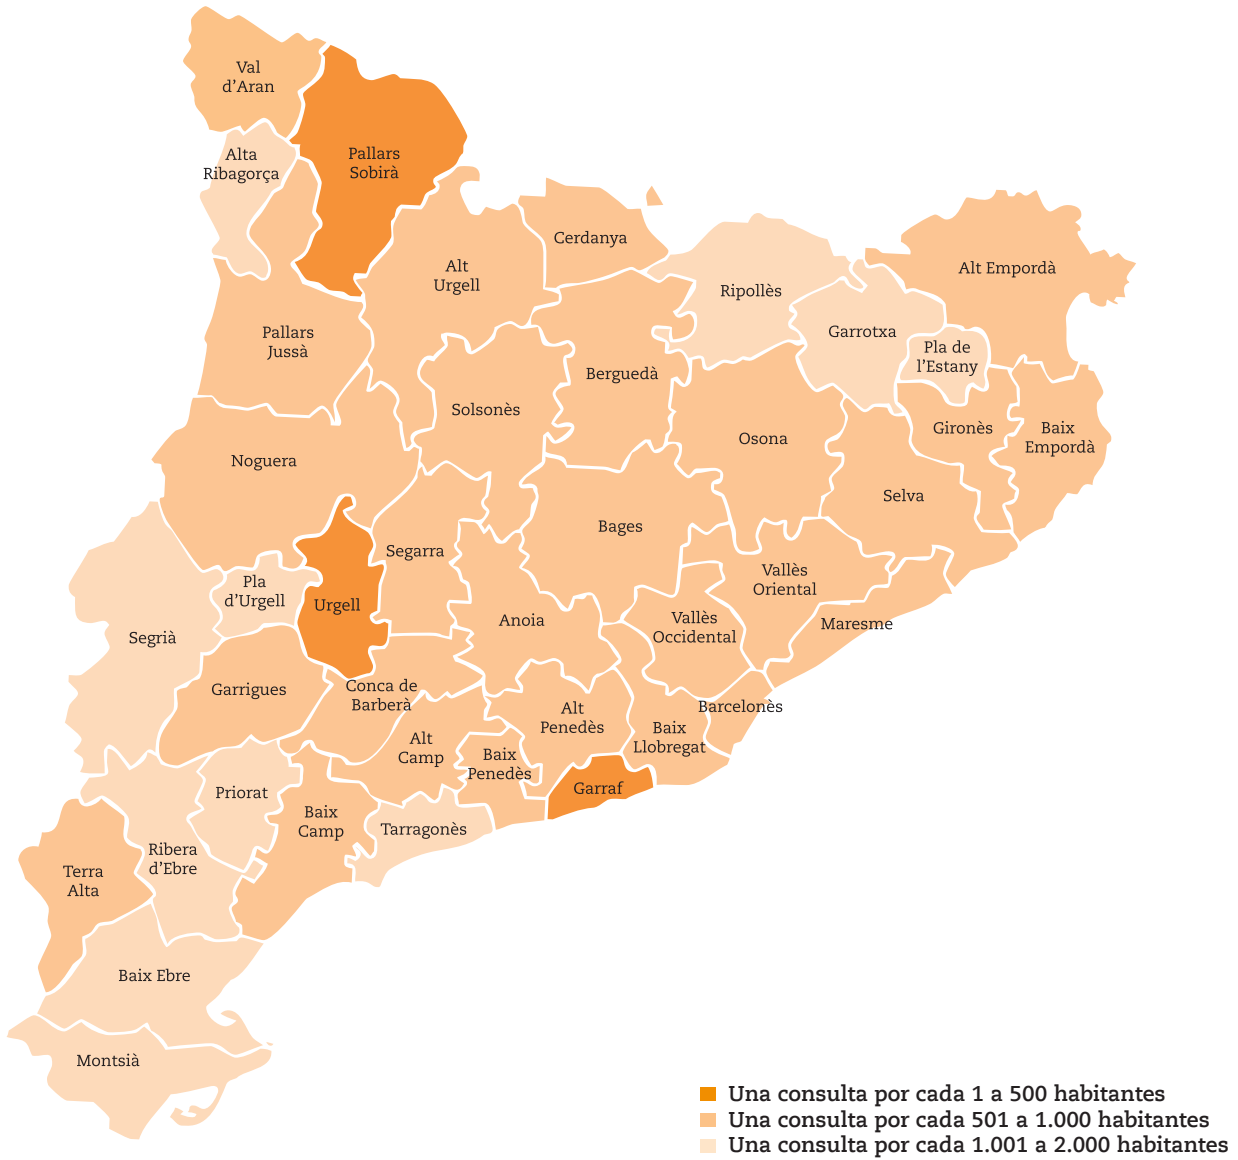 Val
d’Aran
Alta
Ribagorça
Pallars
Sobirà
Cerdanya
Alt
Urgell
Ripollès
Alt Empordà
Pallars
Jussà
Garrotxa
Pla de
l’Estany
Berguedà
Solsonès
Osona
Gironès
Baix
Empordà
Noguera
Selva
Bages
Segarra
Vallès
Oriental
Pla
d’Urgell
Urgell
Anoia
Vallès
Occidental
Maresme
Segrià
Garrigues
Conca de
Barberà
Barcelonès
Alt
Penedès
Baix
Llobregat
Alt
Camp
Baix
Penedès
Garraf
Priorat
Baix
Camp
Tarragonès
Ribera
d’Ebre
Terra
Alta
Baix Ebre
Montsià
Una consulta por cada 1 a 500 habitantes
Una consulta por cada 501 a 1.000 habitantes
Una consulta por cada 1.001 a 2.000 habitantes